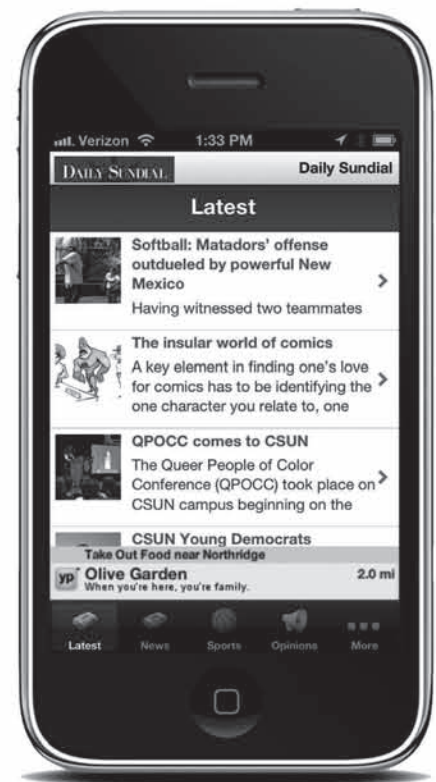 Verizon 1:33 PM
DAILY SUNDIAL Daily Sundial
Latest
Softball: Matadors' offense
outdueled by powerful New
Mexico
Having witnessed two teammates
The insular world of comics
A key element in finding one's love
for comics has to be identifying the
one character you relate to, one
QPOCC comes to CSUN
The Queer People of Color
Conference (QPOCC) took place on
CSUN campus beginning on the
CSUN Young Democrats
Take Out Food near Northridge
yp Olive Garden 2.0 mi
When you're here, you're family.
Latest News Sports Opinions More